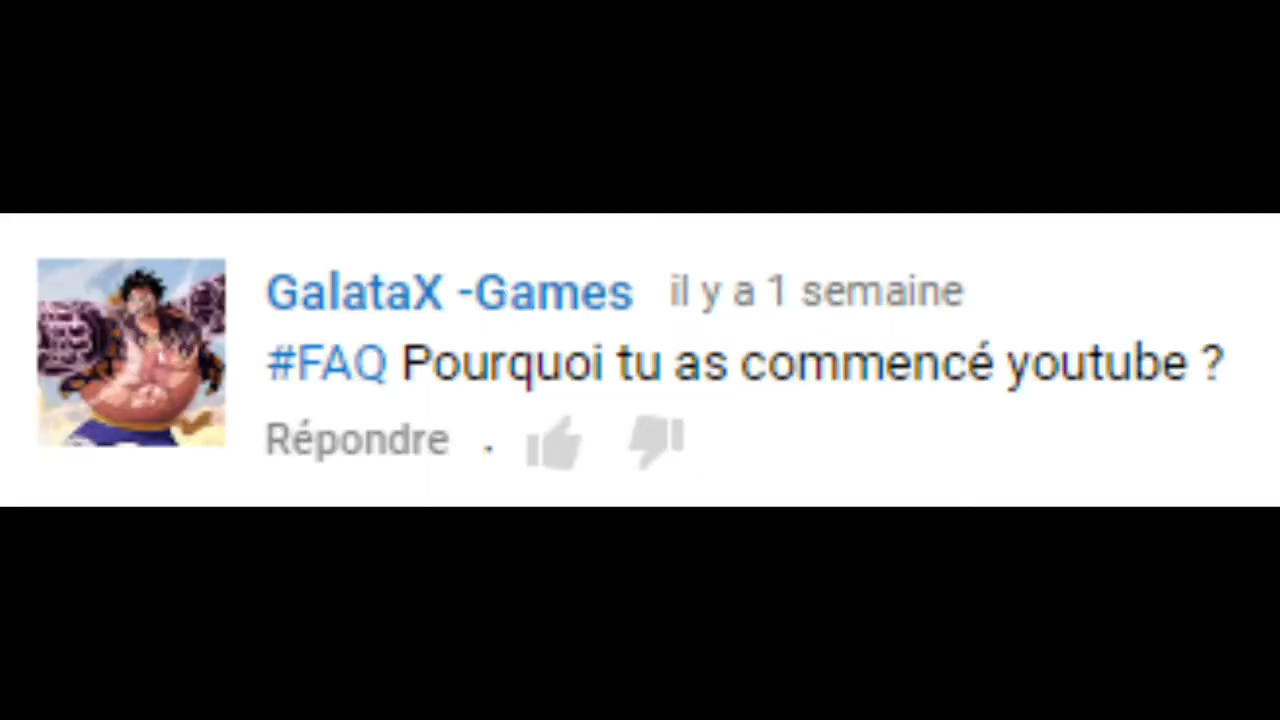 GalataX -Games il y a 1 semaine
#FAQ Pourquoi tu as commencé youtube ?
Répondre .